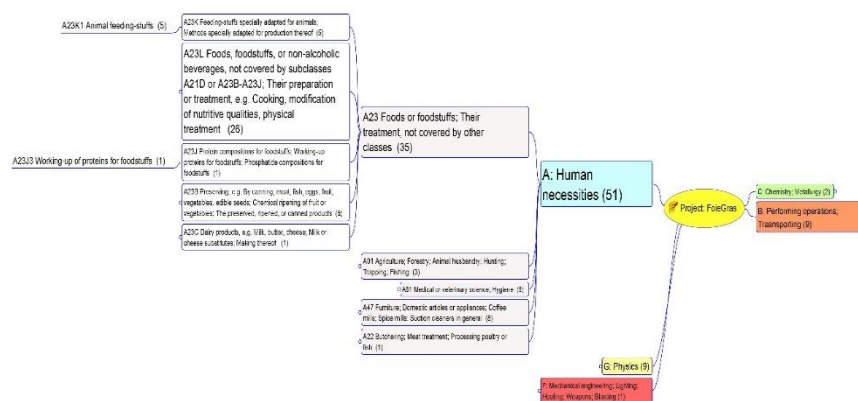 A23K1 Animal feeding-stuffs (5)
A23K Feeding-stuffs specially adapted for animals;
Methods specially adapted for production thereof (5)
A23L Foods, foodstuffs, or non-alcoholic
beverages, not covered by subclasses
A21D or A23B-A23J; Their preparation
or treatment, e.g. Cooking, modification
of nutritive qualities, physical
treatment (26)
A23J3 Working-up of proteins for foodstuffs (1)
A23J Protein compositions for foodstuffs; Working-up
proteins for foodstuffs; Phosphatide compositions for
foodstuffs (1)
A23B Preserving, e.g. By canning, meat, fish, eggs, fruit,
vegetables, edible seeds; Chemical ripening of fruit or
vegetables; The preserved, ripened, or canned products (5)
A23C Dairy products, e.g. Milk, butter, cheese; Milk or
cheese substitutes; Making thereof (1)
A23 Foods or foodstuffs; Their
treatment, not covered by other
classes (35)
A01 Agriculture; Forestry; Animal husbandry; Hunting;
Trapping; Fishing (3)
A61 Medical or veterinary science; Hygiene (8)
A47 Furniture; Domestic articles or appliances; Coffee
mills; Spice mills; Suction cleaners in general (8)
A22 Butchering; Meat treatment; Processing poultry or
fish (1)
A: Human
necessities (51)
Project: FoieGras
C: Chemistry; Metallurgy (2)
B: Performing operations;
Transporting (9)
G: Physics (9)
F: Mechanical engineering; Lighting;
Heating; Weapons; Blasting (1)